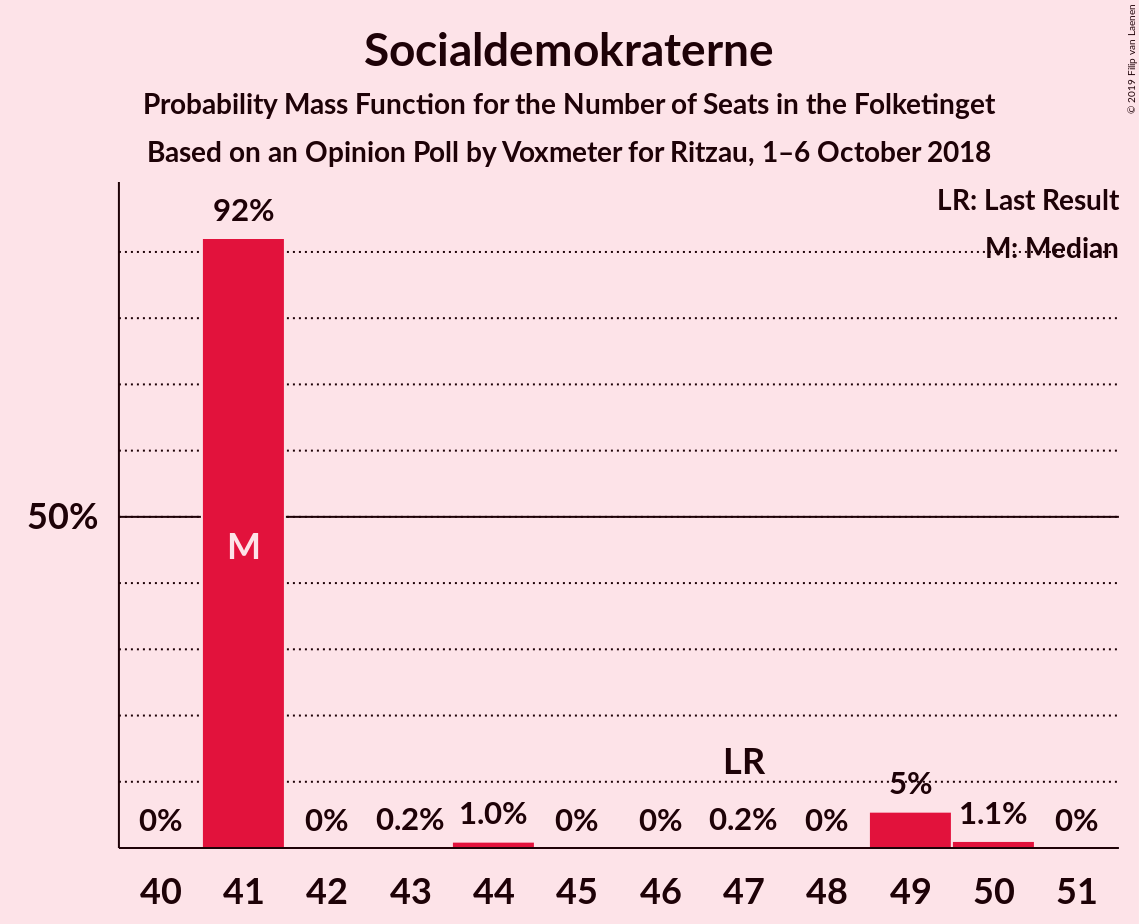 Socialdemokraterne
Probability Mass Function for the Number of Seats in the Folketinget
Based on an Opinion Poll by Voxmeter for Ritzau, 1–6 October 2018
© 2019 Filip van Laenen
LR: Last Result
M: Median
50%
0% 92% 0% 0.2% 1.0% 0% 0% 0.2% 0% 5% 1.1% 0%
M
LR
40 41 42 43 44 45 46 47 48 49 50 51